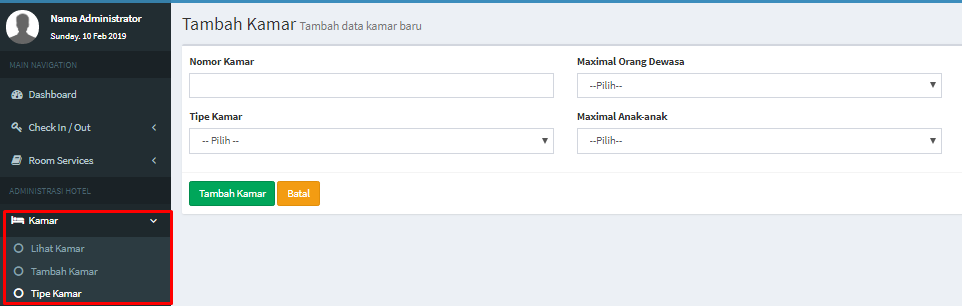 Nama Administrator
Sunday, 10 Feb 2019
MAIN NAVIGATION
Dashboard
Check In / Out
Room Services
ADMINISTRASI HOTEL
Kamar
Lihat Kamar
Tambah Kamar
Tipe Kamar
Tambah Kamar Tambah data kamar baru
Nomor Kamar
Maximal Orang Dewasa
--Pilih--
Tipe Kamar
-- Pilih --
Maximal Anak-anak
--Pilih--
Tambah Kamar
Batal